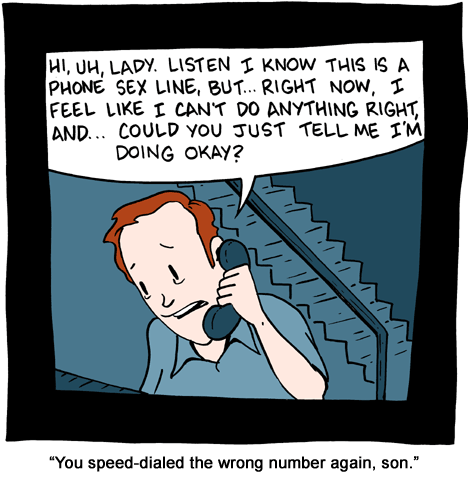 HI, UH, LADY. LISTEN I KNOW THIS IS A
PHONE SEX LINE, BUT... RIGHT NOW, I
FEEL LIKE I CAN'T DO ANYTHING RIGHT,
AND... COULD YOU JUST TELL ME I'M
DOING OKAY?
“You speed-dialed the wrong number again, son.”